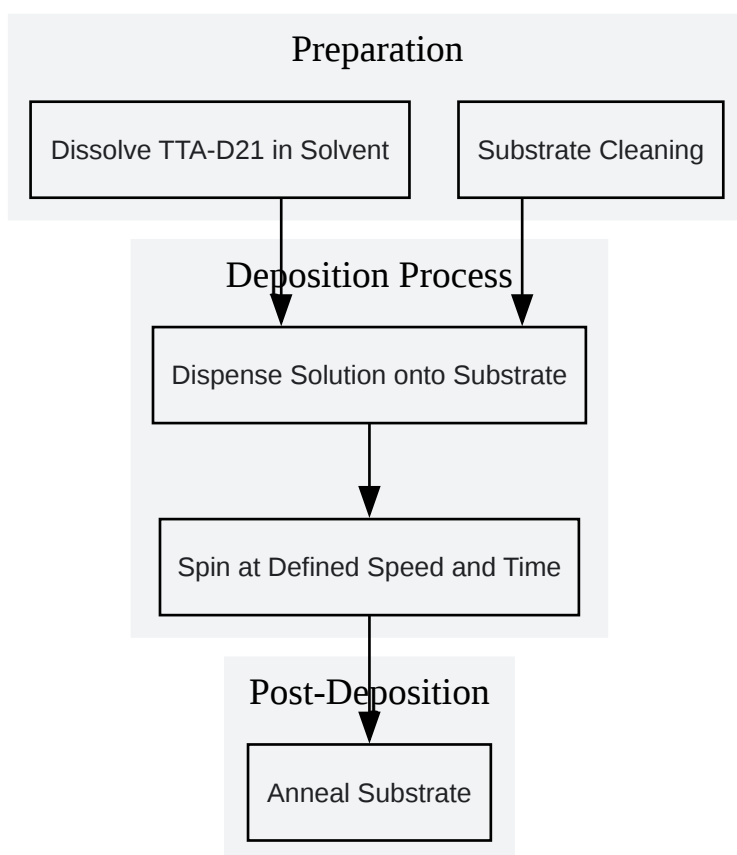 Preparation
Dissolve TTA-D21 in Solvent
Substrate Cleaning
Deposition Process
Dispense Solution onto Substrate
Spin at Defined Speed and Time
Post-Deposition
Anneal Substrate